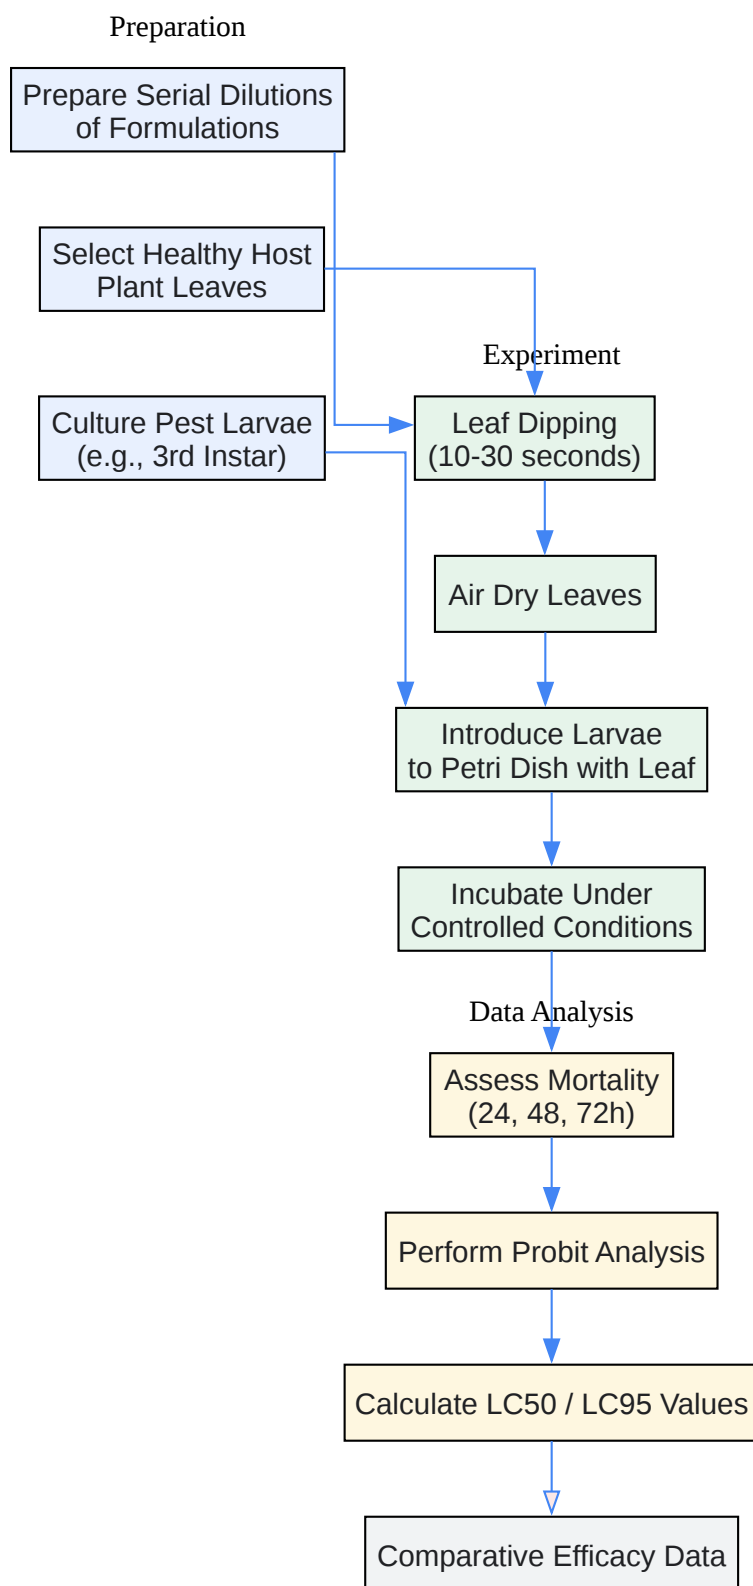 Preparation
Prepare Serial Dilutions
of Formulations
Select Healthy Host
Plant Leaves
Experiment
Culture Pest Larvae
(e.g., 3rd Instar)
Leaf Dipping
(10-30 seconds)
Air Dry Leaves
Introduce Larvae
to Petri Dish with Leaf
Incubate Under
Controlled Conditions
Data Analysis
Assess Mortality
(24, 48, 72h)
Perform Probit Analysis
Calculate LC50 / LC95 Values
Comparative Efficacy Data